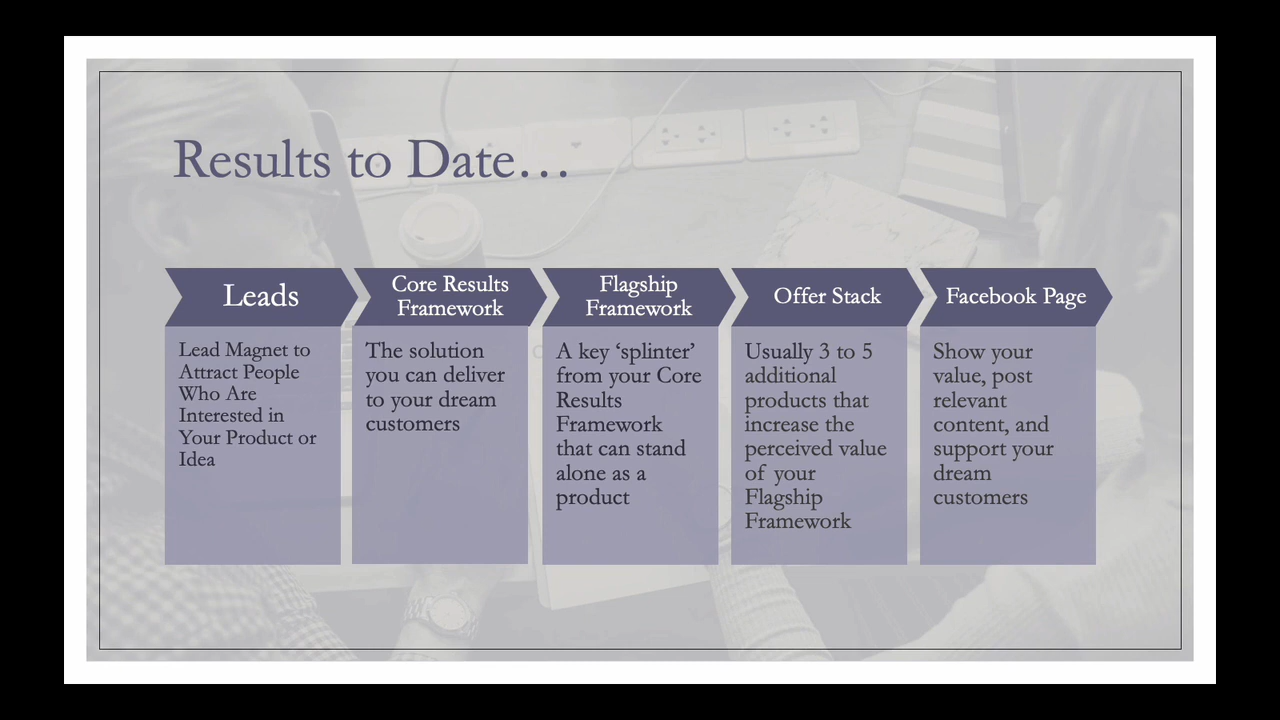 Results to Date…
Leads
Lead Magnet to
Attract People
Who Are
Interested in
Your Product or
Idea
Core Results
Framework
The solution
you can deliver
to your dream
customers
Flagship
Framework
A key ‘splinter’
from your Core
Results
Framework
that can stand
alone as a
product
Offer Stack
Usually 3 to 5
additional
products that
increase the
perceived value
of your
Flagship
Framework
Facebook Page
Show your
value, post
relevant
content, and
support your
dream
customers